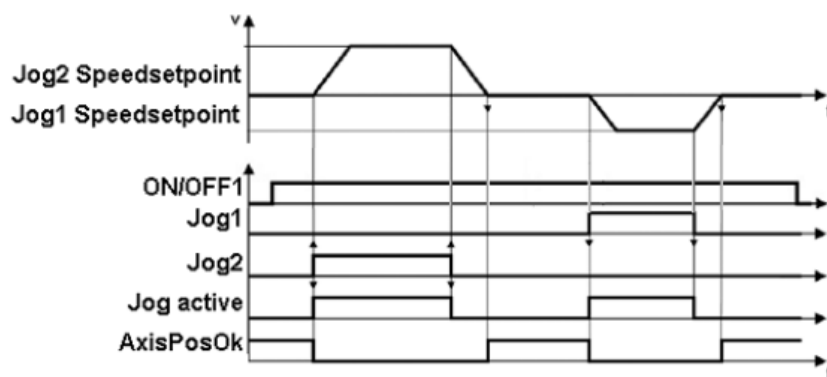 v
Jog2 Speedsetpoint
Jog1 Speedsetpoint
ON/OFF1
Jog1
Jog2
Jog active
AxisPosOk